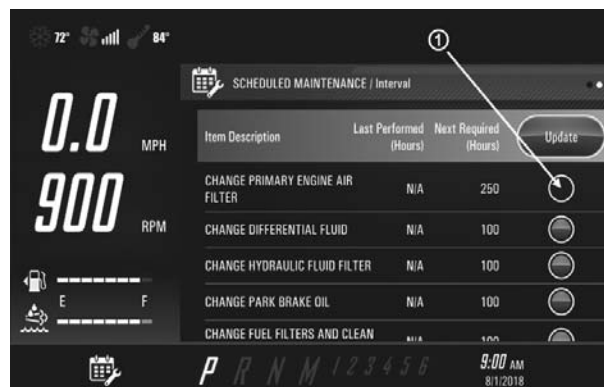 72° 84°
1
SCHEDULED MAINTENANCE / Interval
0.0 MPH
900 RPM
Item Description Last Performed (Hours) Next Required (Hours) Update
CHANGE PRIMARY ENGINE AIR
FILTER N/A 250
CHANGE DIFFERENTIAL FLUID N/A 100
CHANGE HYDRAULIC FLUID FILTER N/A 100
CHANGE PARK BRAKE OIL N/A 100
CHANGE FUEL FILTERS AND CLEAN N/A 100
E F
P R N M 1 2 3 4 5 6
9:00 AM
8/1/2018